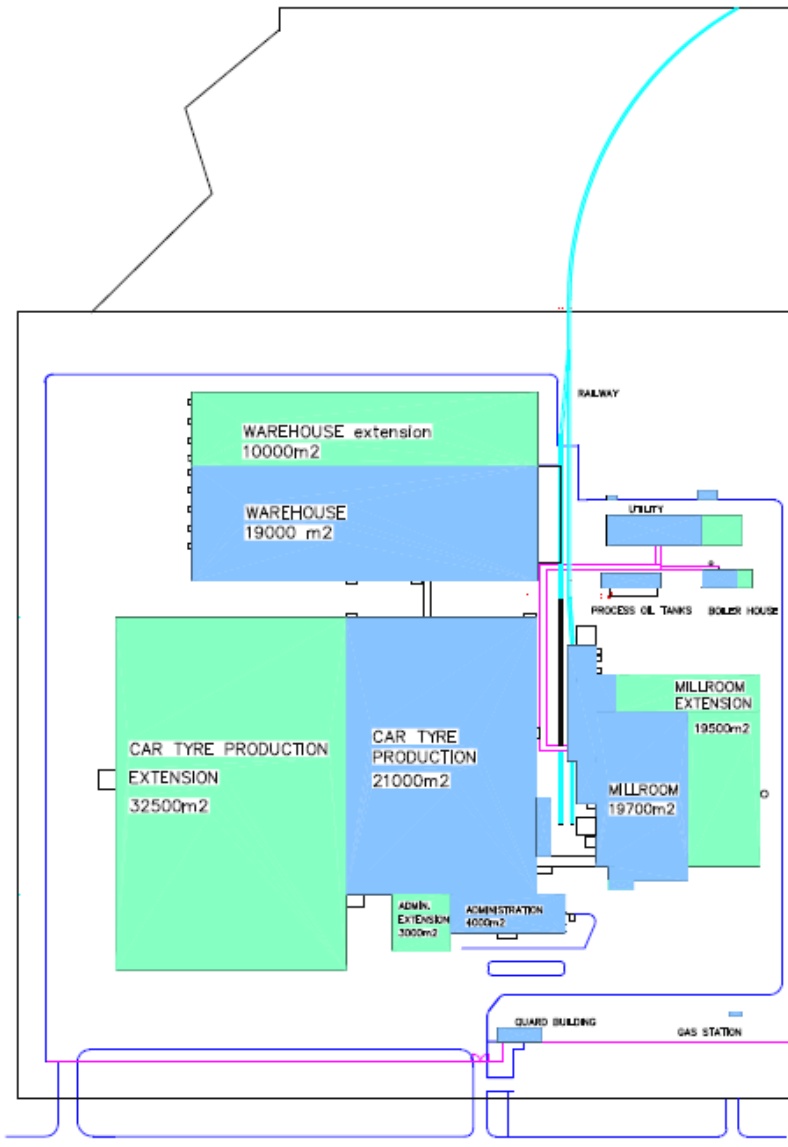 RAILWAY
WAREHOUSE extension
10000m2
WAREHOUSE
19000 m2
UTILITY
PROCESS OIL TANKS
BOILER HOUSE
MILLROOM
EXTENSION
19500m2
CAR TYRE PRODUCTION
EXTENSION
32500m2
CAR TYRE
PRODUCTION
21000m2
MILLROOM
19700m2
ADMIN.
EXTENSION
3000m2
ADMINISTRATION
4000m2
GUARD BUILDING
GAS STATION